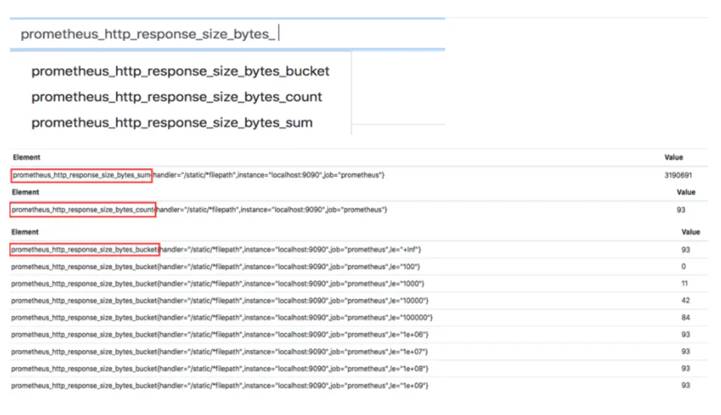 prometheus_http_response_size_bytes_
prometheus_http_response_size_bytes_bucket
prometheus_http_response_size_bytes_count
prometheus_http_response_size_bytes_sum
Element Value
prometheus_http_response_size_bytes_sum{handler="/static/*filepath",instance="localhost:9090",job="prometheus"} 3190691
Element Value
prometheus_http_response_size_bytes_count{handler="/static/*filepath",instance="localhost:9090",job="prometheus"} 93
Element Value
prometheus_http_response_size_bytes_bucket{handler="/static/*filepath",instance="localhost:9090",job="prometheus",le="+Inf"} 93
prometheus_http_response_size_bytes_bucket{handler="/static/*filepath",instance="localhost:9090",job="prometheus",le="100"} 0
prometheus_http_response_size_bytes_bucket{handler="/static/*filepath",instance="localhost:9090",job="prometheus",le="1000"} 11
prometheus_http_response_size_bytes_bucket{handler="/static/*filepath",instance="localhost:9090",job="prometheus",le="10000"} 42
prometheus_http_response_size_bytes_bucket{handler="/static/*filepath",instance="localhost:9090",job="prometheus",le="100000"} 84
prometheus_http_response_size_bytes_bucket{handler="/static/*filepath",instance="localhost:9090",job="prometheus",le="1e+06"} 93
prometheus_http_response_size_bytes_bucket{handler="/static/*filepath",instance="localhost:9090",job="prometheus",le="1e+07"} 93
prometheus_http_response_size_bytes_bucket{handler="/static/*filepath",instance="localhost:9090",job="prometheus",le="1e+08"} 93
prometheus_http_response_size_bytes_bucket{handler="/static/*filepath",instance="localhost:9090",job="prometheus",le="1e+09"} 93